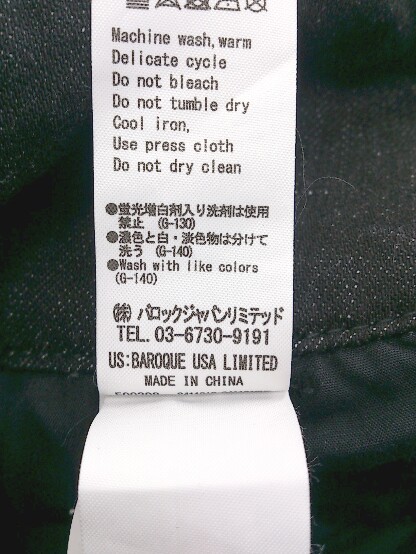 Machine wash, warm
Delicate cycle
Do not bleach
Do not tumble dry
Cool iron,
Use press cloth
Do not dry clean
●蛍光増白剤入り洗剤は使用
禁止 (G-130)
●濃色と白・淡色物は分けて
洗う (G-140)
●Wash with like colors
(G-140)
㈱ バロックジャパンリミテッド
TEL. 03-6730-9191
US:BAROQUE USA LIMITED
MADE IN CHINA